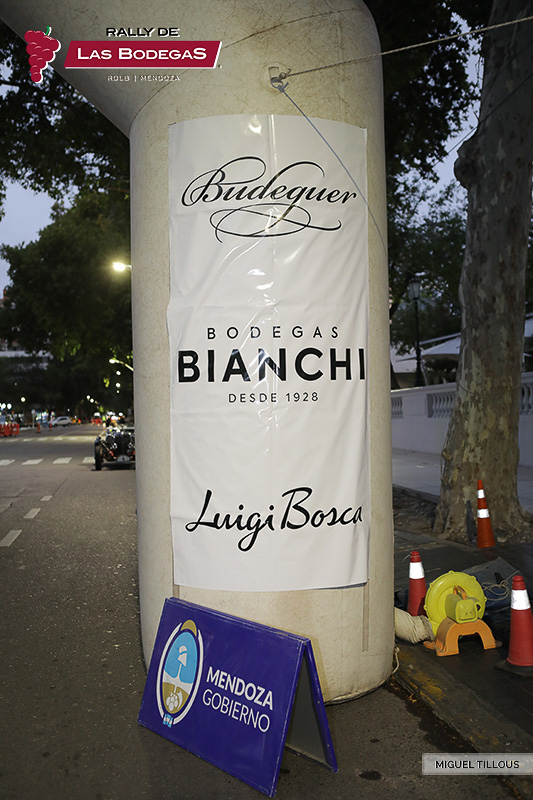 RALLY DE
LAS BODEGAS
RDLB | MENDOZA
Budeguer
BODEGAS
BIANCHI
DESDE 1928
Luigi Bosca
MENDOZA
GOBIERNO
MIGUEL TILLOUS